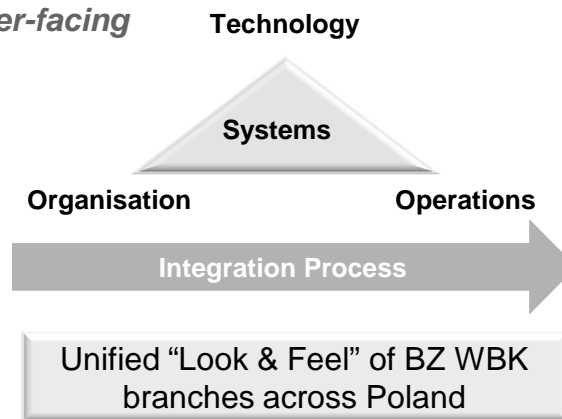 er-facing
Technology
Systems
Organisation
Operations
Integration Process
Unified “Look & Feel” of BZ WBK
branches across Poland